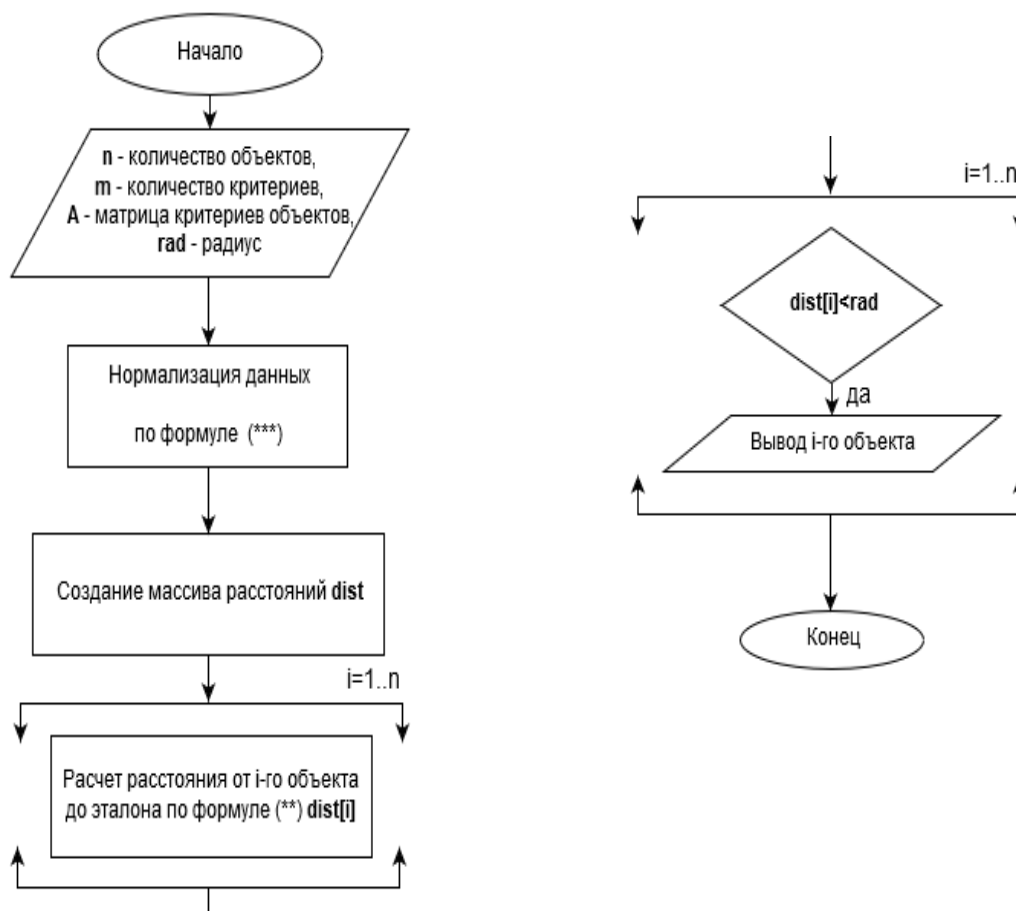 Начало
n - количество объектов,
m - количество критериев,
A - матрица критериев объектов,
rad - радиус
Нормализация данных
по формуле (***)
Создание массива расстояний dist
i=1..n
Расчет расстояния от i-го объекта
до эталона по формуле (**) dist[i]
i=1..n
dist[i]<rad
да
Вывод i-го объекта
Конец